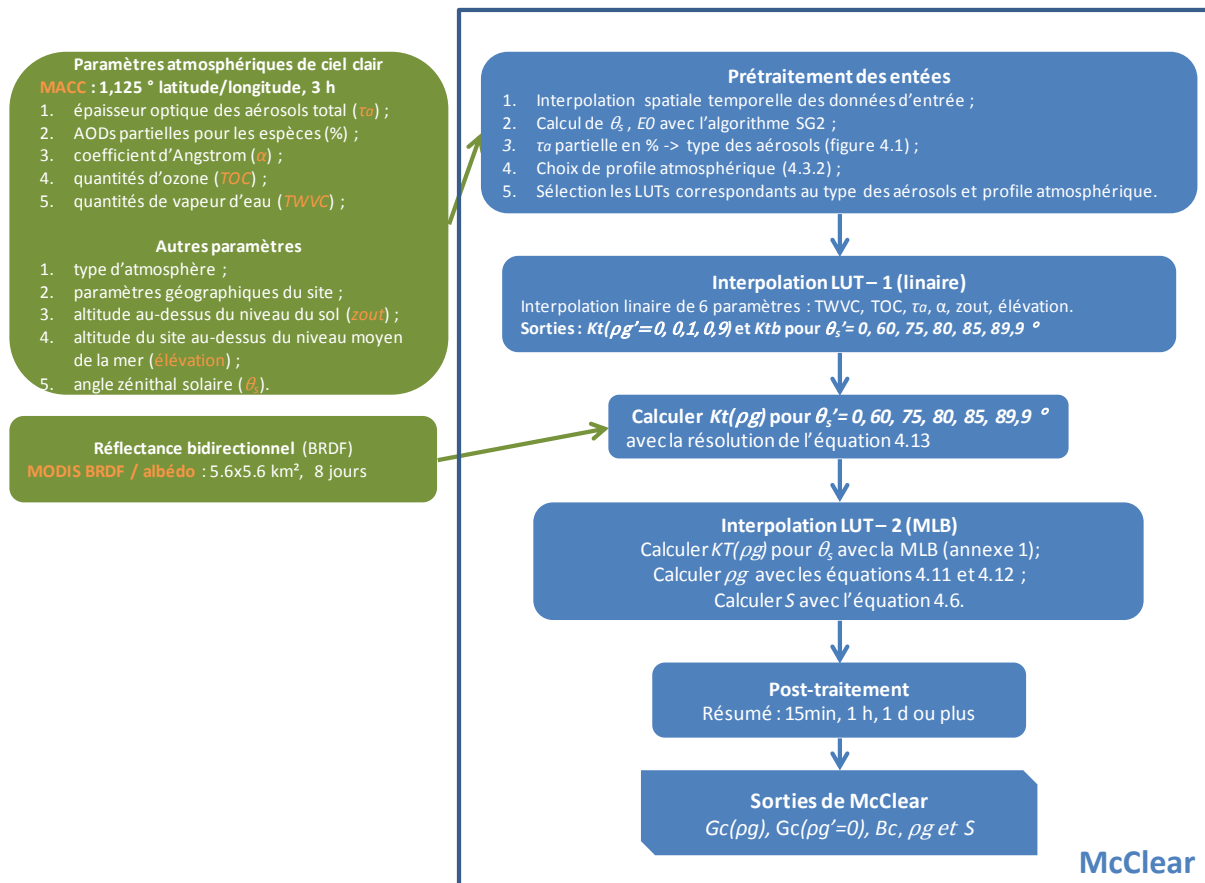 Paramètres atmosphériques de ciel clair
MACC : 1,125 ° latitude/longitude, 3 h
1. épaisseur optique des aérosols total (τα) ;
2. AODs partielles pour les espèces (%) ;
3. coefficient d'Angstrom (α) ;
4. quantités d'ozone (TOC) ;
5. quantités de vapeur d'eau (TWVC) ;
Autres paramètres
1. type d'atmosphère ;
2. paramètres géographiques du site ;
3. altitude au-dessus du niveau du sol (zout) ;
4. altitude du site au-dessus du niveau moyen
de la mer (élévation) ;
5. angle zénithal solaire (θs).
Réflectance bidirectionnel (BRDF)
MODIS BRDF / albédo : 5.6x5.6 km², 8 jours
Prétraitement des entées
1. Interpolation spatiale temporelle des données d'entrée ;
2. Calcul de θs , E0 avec l'algorithme SG2 ;
3. τα partielle en % -> type des aérosols (figure 4.1) ;
4. Choix de profile atmosphérique (4.3.2) ;
5. Sélection les LUTs correspondants au type des aérosols et profile atmosphérique.
Interpolation LUT – 1 (linaire)
Interpolation linaire de 6 paramètres : TWVC, TOC, τα, α, zout, élévation.
Sorties : Kt(ρg'=0, 0,1, 0,9) et Ktb pour θs'= 0, 60, 75, 80, 85, 89,9 °
Calculer Kt(ρg) pour θs'= 0, 60, 75, 80, 85, 89,9 °
avec la résolution de l'équation 4.13
Interpolation LUT – 2 (MLB)
Calculer KT(ρg) pour θs avec la MLB (annexe 1);
Calculer ρg avec les équations 4.11 et 4.12 ;
Calculer S avec l'équation 4.6.
Post-traitement
Résumé : 15min, 1 h, 1 d ou plus
Sorties de McClear
Gc(ρg), Gc(ρg'=0), Bc, ρg et S
McClear